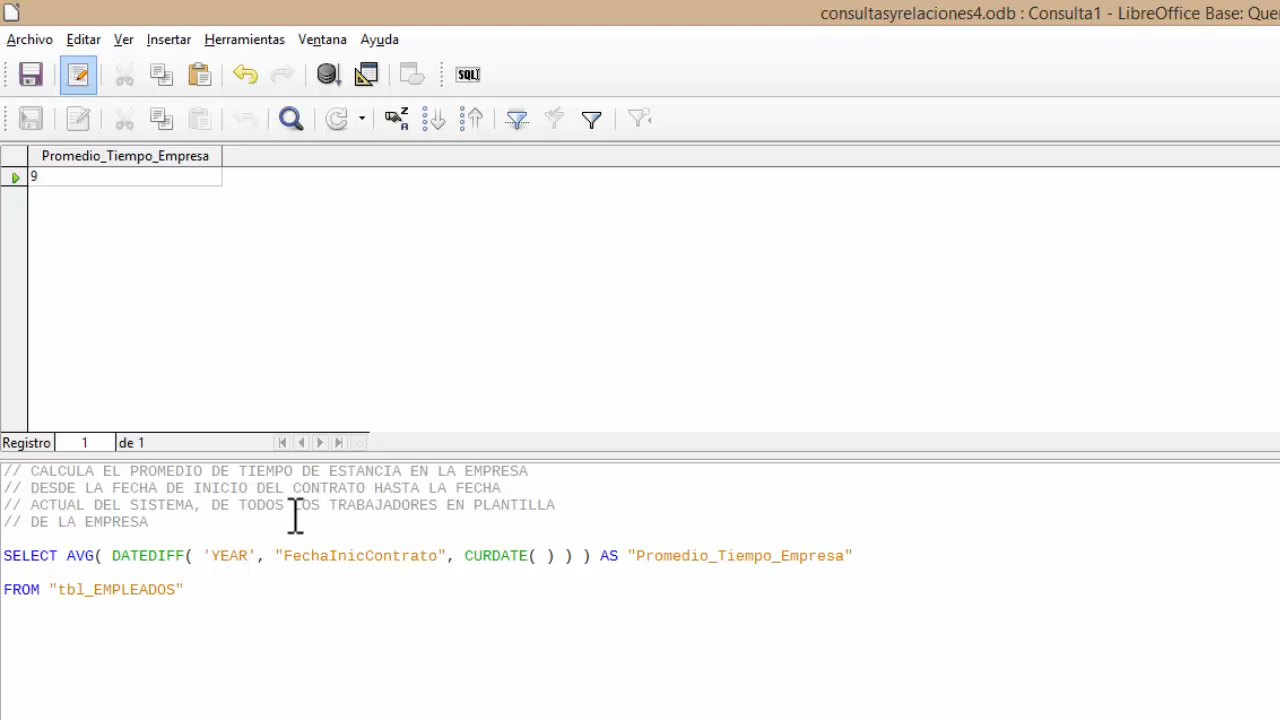 consultasyrelaciones4.odb : Consulta1 - LibreOffice Base: Que
Archivo Editar Ver Insertar Herramientas Ventana Ayuda
SQL
Promedio_Tiempo_Empresa
9
Registro 1 de 1
// CALCULA EL PROMEDIO DE TIEMPO DE ESTANCIA EN LA EMPRESA
// DESDE LA FECHA DE INICIO DEL CONTRATO HASTA LA FECHA
// ACTUAL DEL SISTEMA, DE TODOS LOS TRABAJADORES EN PLANTILLA
// DE LA EMPRESA
SELECT AVG( DATEDIFF( 'YEAR', "FechaInicContrato", CURDATE( ) ) ) AS "Promedio_Tiempo_Empresa"
FROM "tbl_EMPLEADOS"